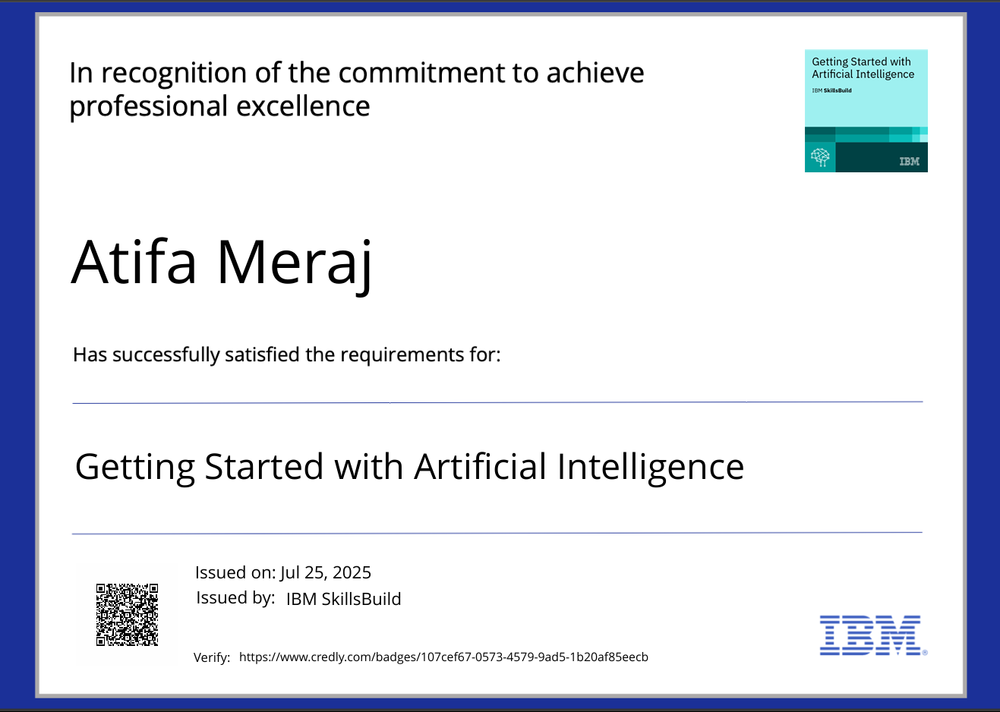 In recognition of the commitment to achieve
professional excellence
Getting Started with
Artificial Intelligence
IBM SkillsBuild
IBM
Atifa Meraj
Has successfully satisfied the requirements for:
Getting Started with Artificial Intelligence
Issued on: Jul 25, 2025
Issued by: IBM SkillsBuild
Verify: https://www.credly.com/badges/107cef67-0573-4579-9ad5-1b20af85eecb
IBM®